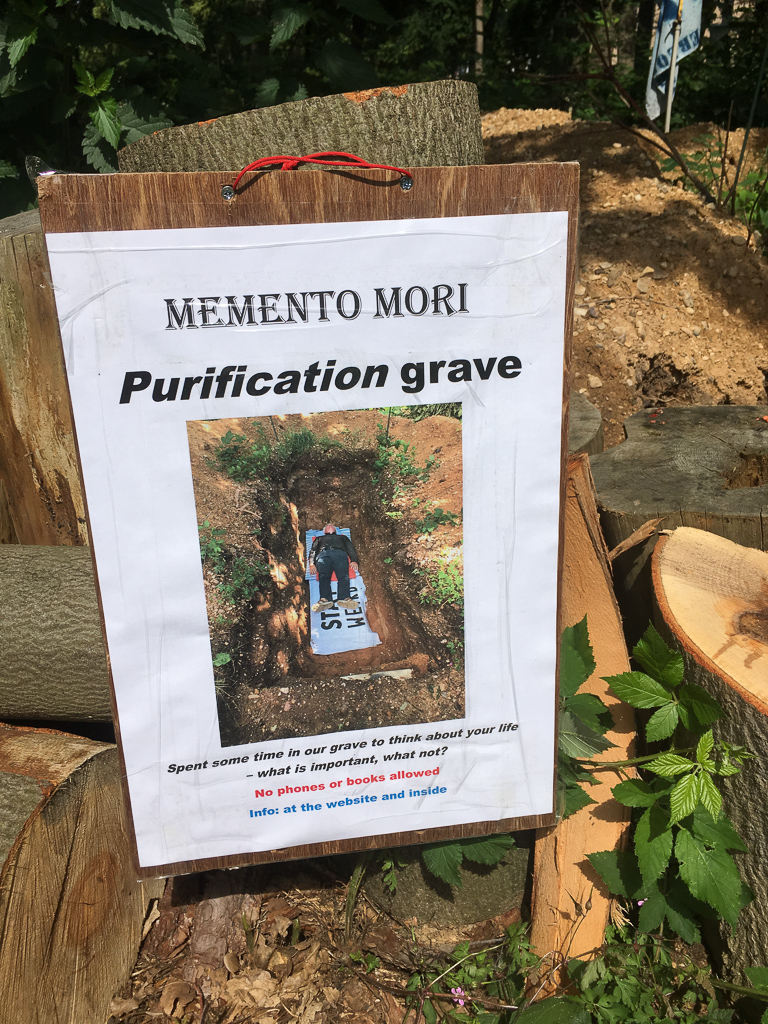 MEMENTO MORI
Purification grave
Spent some time in our grave to think about your life
– what is important, what not?
No phones or books allowed
Info: at the website and inside